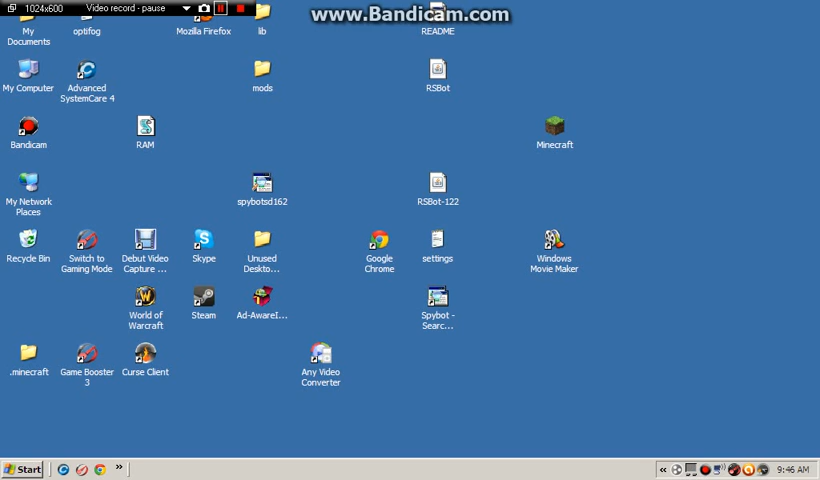 1024x600
Video record - pause
www.Bandicam.com
My
Documents
optifog
Mozilla Firefox
lib
README
My Computer
Advanced
SystemCare 4
mods
RSBot
Bandicam
RAM
Minecraft
My Network
Places
spybotsd162
RSBot-122
Recycle Bin
Switch to
Gaming Mode
Debut Video
Capture ...
Skype
Unused
Deskto...
Google
Chrome
settings
Windows
Movie Maker
World of
Warcraft
Steam
Ad-AwareI...
Spybot -
Searc...
.minecraft
Game Booster
3
Curse Client
Any Video
Converter
Start
9:46 AM